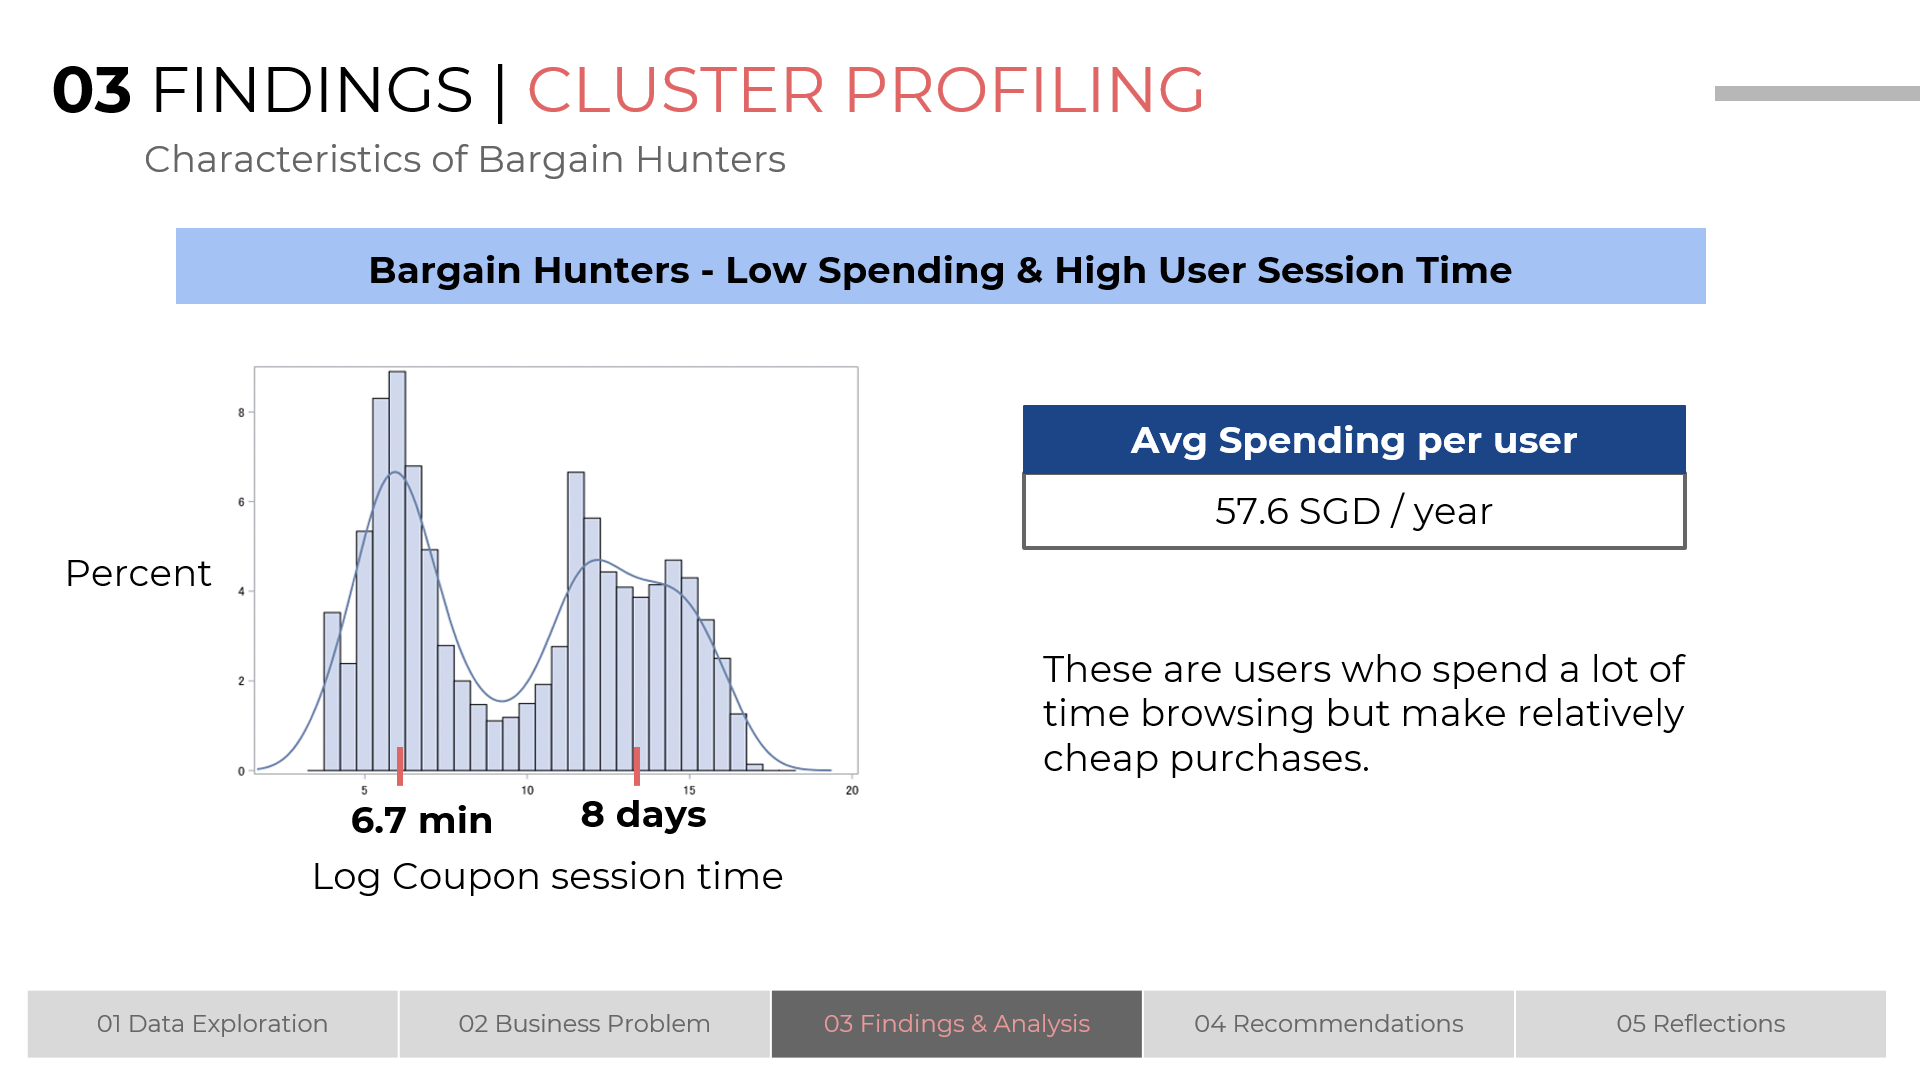 03 FINDINGS | CLUSTER PROFILING
Characteristics of Bargain Hunters
Bargain Hunters - Low Spending & High User Session Time
8
6
4
2
0
Percent
5
10
15
20
6.7 min
8 days
Log Coupon session time
Avg Spending per user
57.6 SGD / year
These are users who spend a lot of
time browsing but make relatively
cheap purchases.
01 Data Exploration
02 Business Problem
03 Findings & Analysis
04 Recommendations
05 Reflections